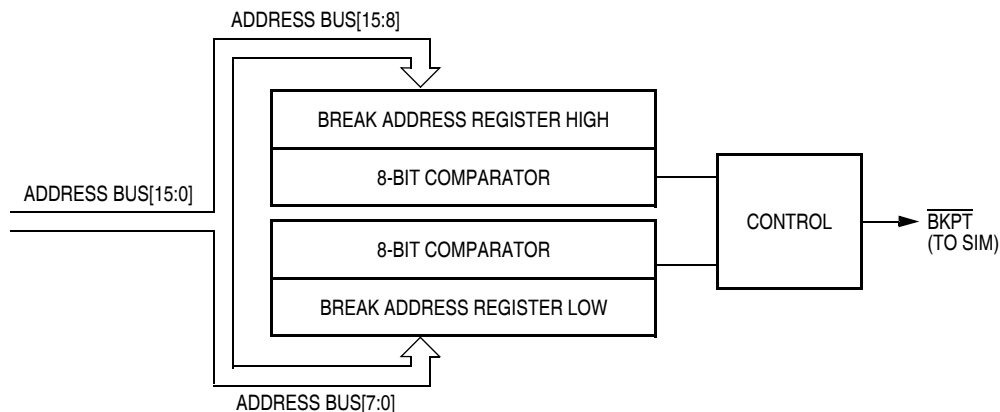 ADDRESS BUS[15:8]
BREAK ADDRESS REGISTER HIGH
8-BIT COMPARATOR
ADDRESS BUS[15:0]
CONTROL
BKPT
(TO SIM)
8-BIT COMPARATOR
BREAK ADDRESS REGISTER LOW
ADDRESS BUS[7:0]